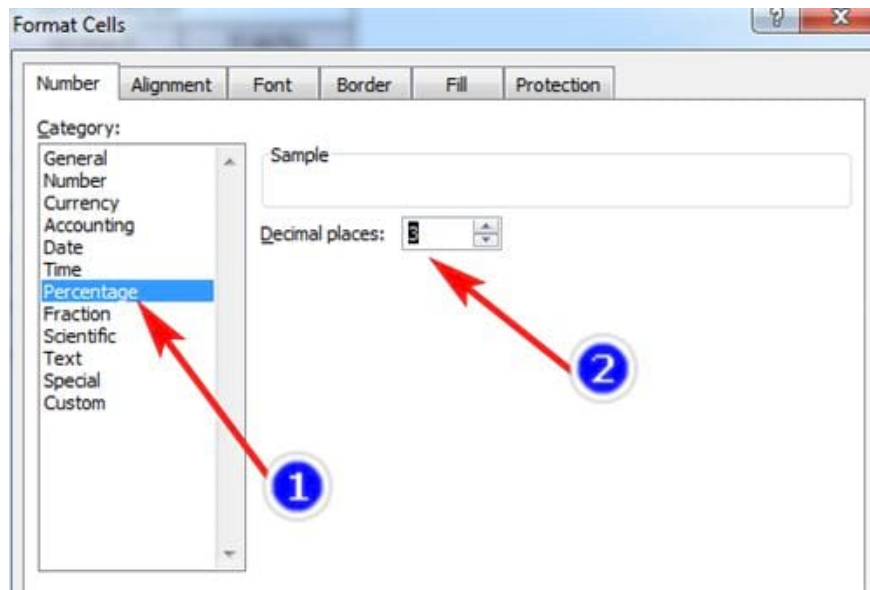 Format Cells
Number Alignment Font Border Fill Protection
Category:
General
Number
Currency
Accounting
Date
Time
Percentage
Fraction
Scientific
Text
Special
Custom
Sample
Decimal places: 3
2
1